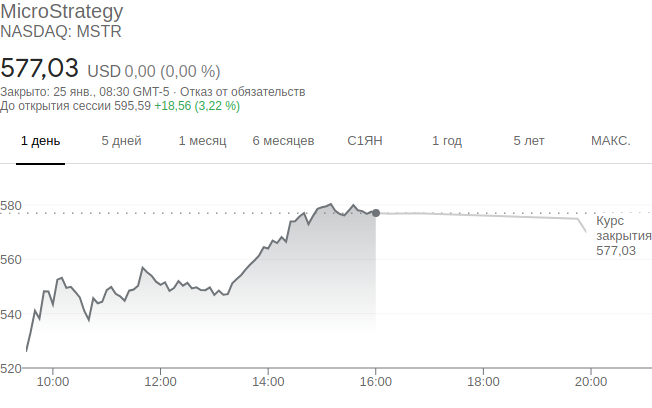 MicroStrategy
NASDAQ: MSTR
577,03 USD 0,00 (0,00 %)
Закрыто: 25 янв., 08:30 GMT-5 · Отказ от обязательств
До открытия сессии 595,59 +18,56 (3,22 %)
1 день 5 дней 1 месяц 6 месяцев С1ЯН 1 год 5 лет МАКС.
580
Курс
закрытия
577,03
560
540
520
10:00 12:00 14:00 16:00 18:00 20:00